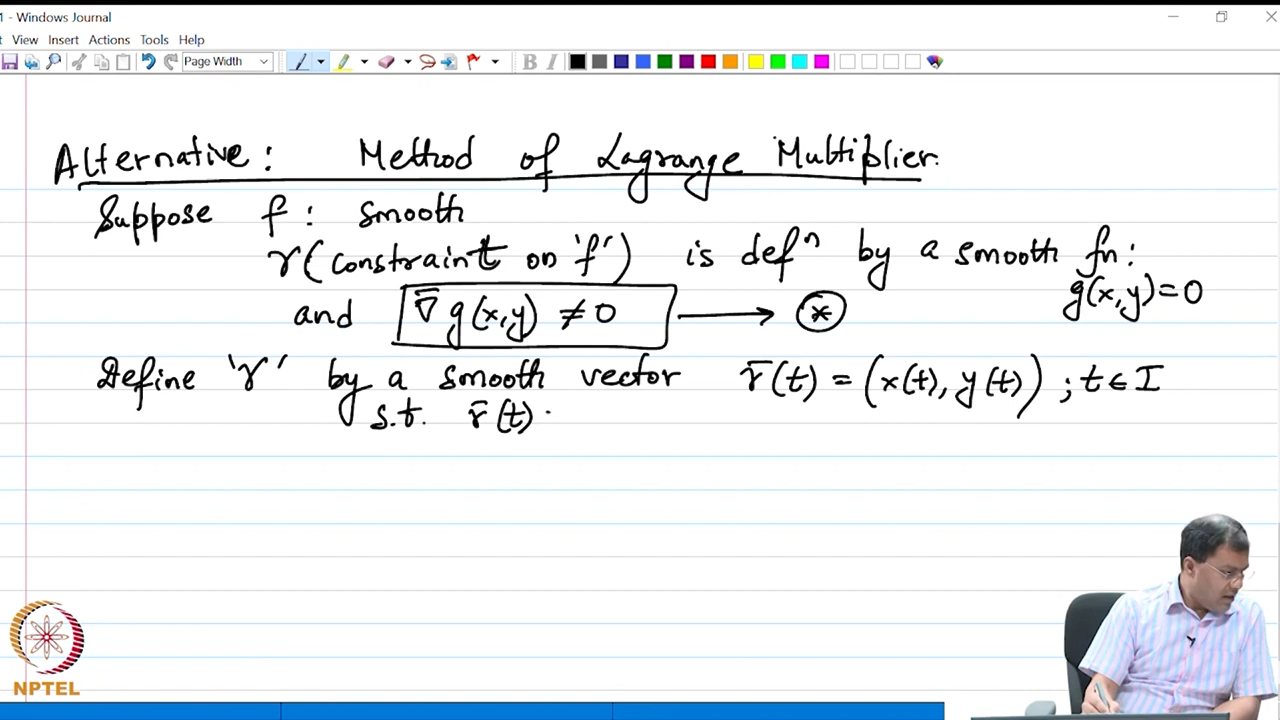 1 - Windows Journal
t View Insert Actions Tools Help
Page Width B I
Alternative: Method of Lagrange Multiplier.
Suppose f: smooth
γ (constraint on 'f') is defⁿ by a smooth fn:
g(x,y)=0
and ∇̄ g(x,y) ≠ 0 → ⊛
Define 'γ' by a smooth vector r̄(t) = (x(t), y(t)) ; t ∈ I
s.t. r̄(t)
NPTEL